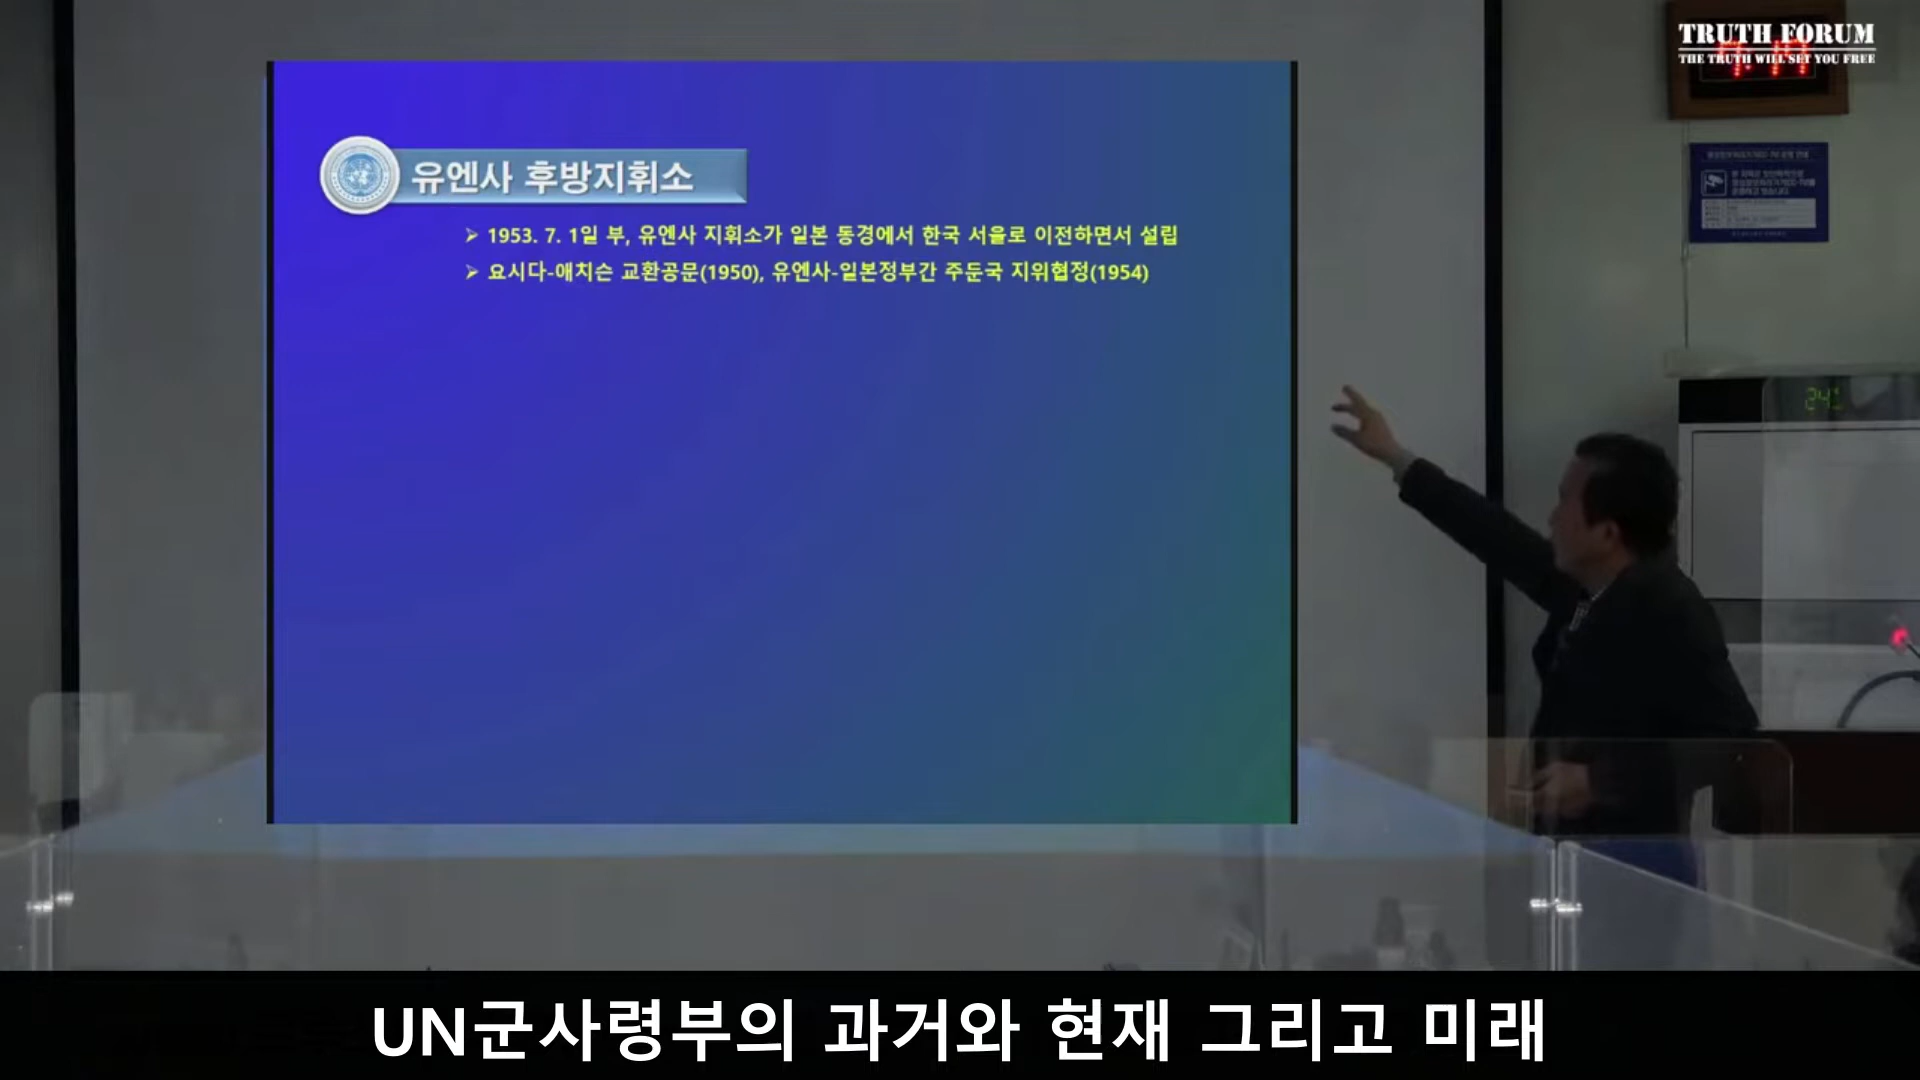 TRUTH FORUM
THE TRUTH WILL SET YOU FREE
유엔사 후방지휘소
➢ 1953. 7. 1일 부, 유엔사 지휘소가 일본 동경에서 한국 서울로 이전하면서 설립
➢ 요시다-애치슨 교환공문(1950), 유엔사-일본정부간 주둔국 지위협정(1954)
241
UN군사령부의 과거와 현재 그리고 미래